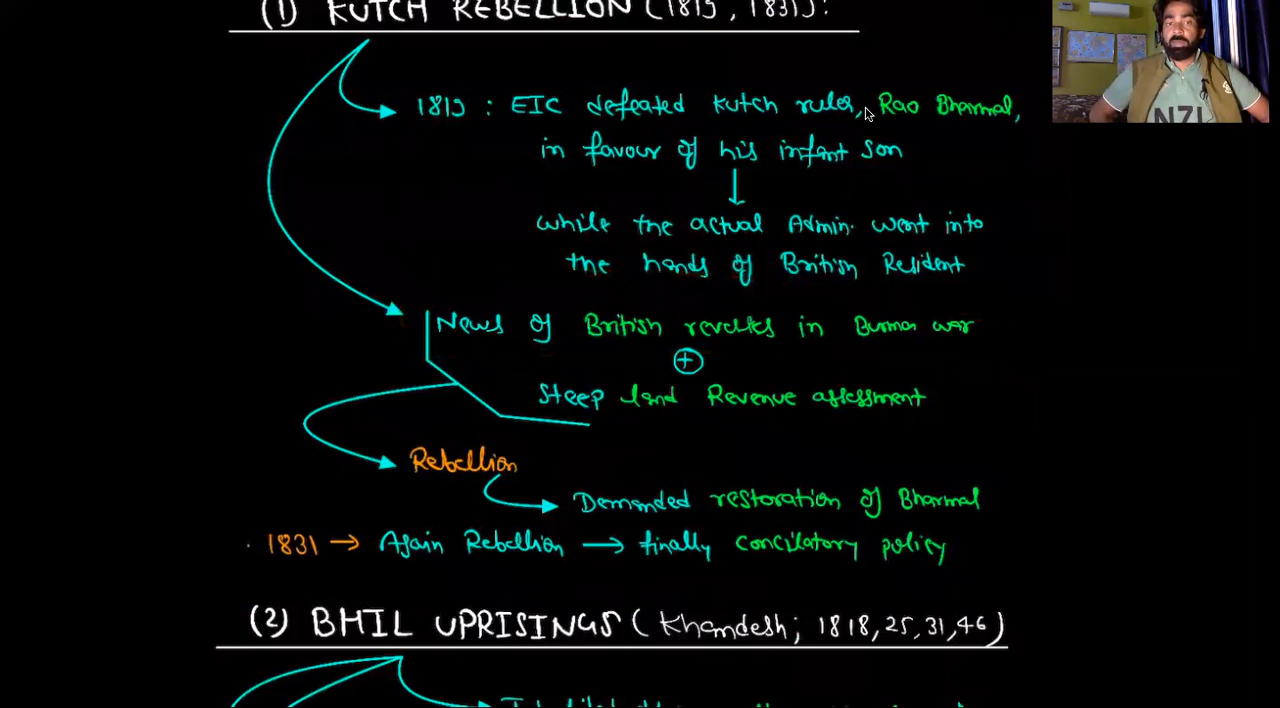 (1) KUTCH REBELLION (1819, 1831):
1819 : EIC defeated Kutch ruler, Rao Bharmal,
in favour of his infant son
while the actual Admin. went into
the hands of British Resident
News of British reverses in Burma war
+
Steep land Revenue assessment
Rebellion
Demanded restoration of Bharmal
1831 → Again Rebellion → finally concilatory policy
(2) BHIL UPRISINGS (Khandesh; 1818, 25, 31, 46)
NZL